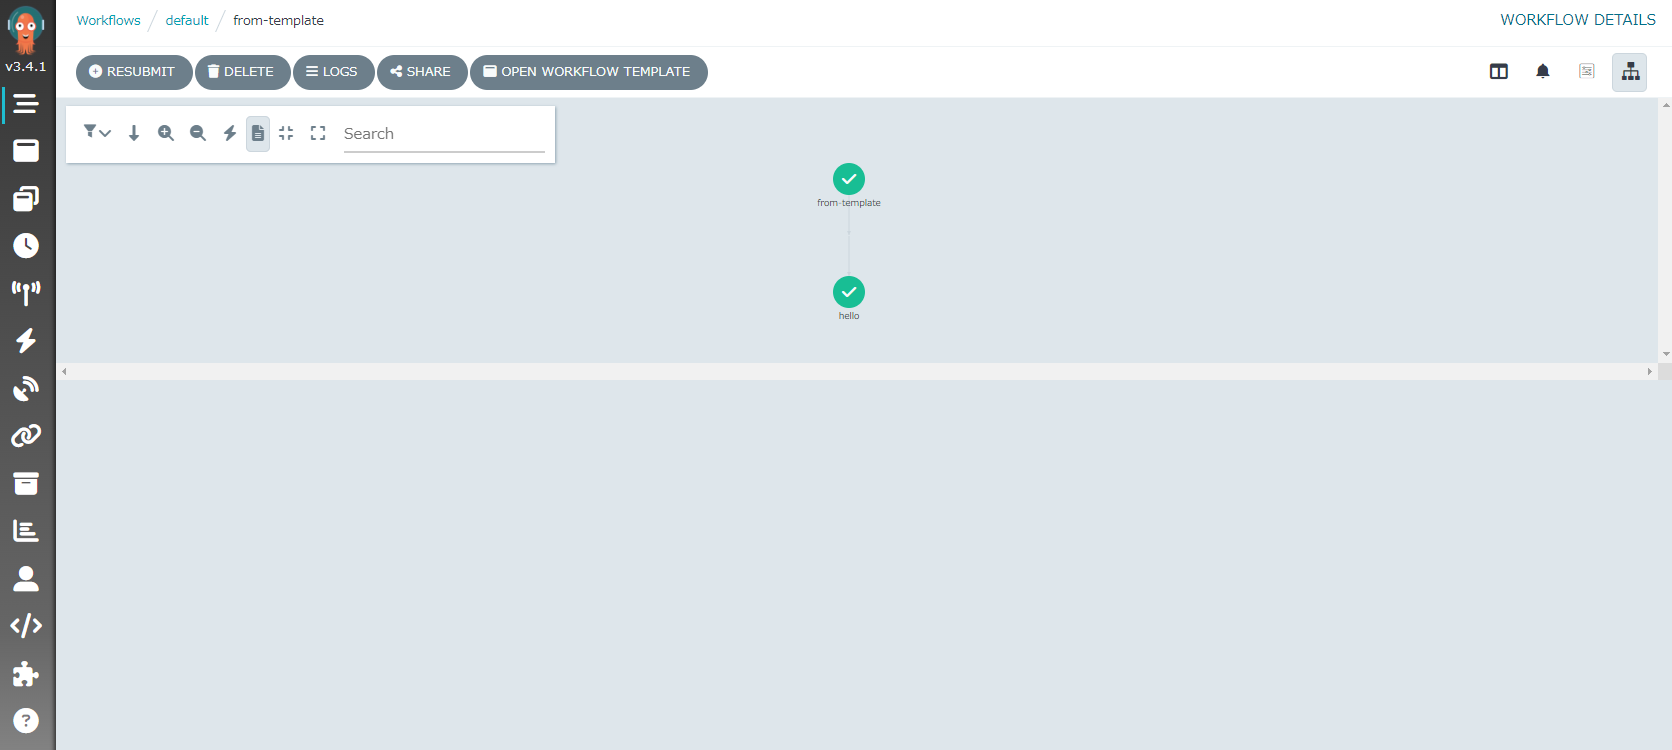 Workflows / default / from-template
WORKFLOW DETAILS
v3.4.1
RESUBMIT DELETE LOGS SHARE OPEN WORKFLOW TEMPLATE
Search
from-template
hello